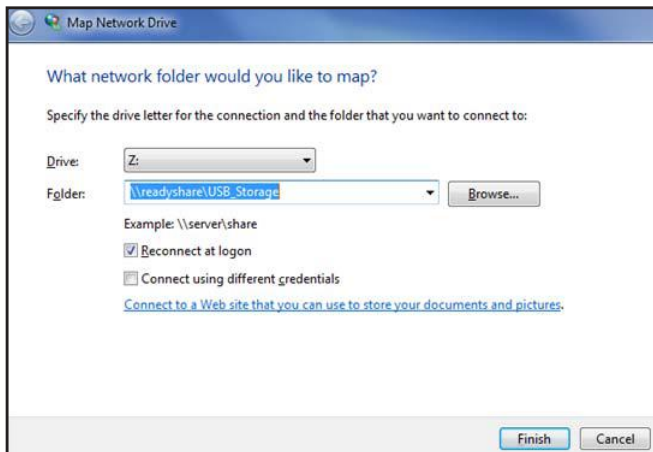 Map Network Drive
What network folder would you like to map?
Specify the drive letter for the connection and the folder that you want to connect to:
Drive: Z:
Folder: \\readyshare\USB_Storage Browse...
Example: \\server\share
Reconnect at logon
Connect using different credentials
Connect to a Web site that you can use to store your documents and pictures.
Finish Cancel